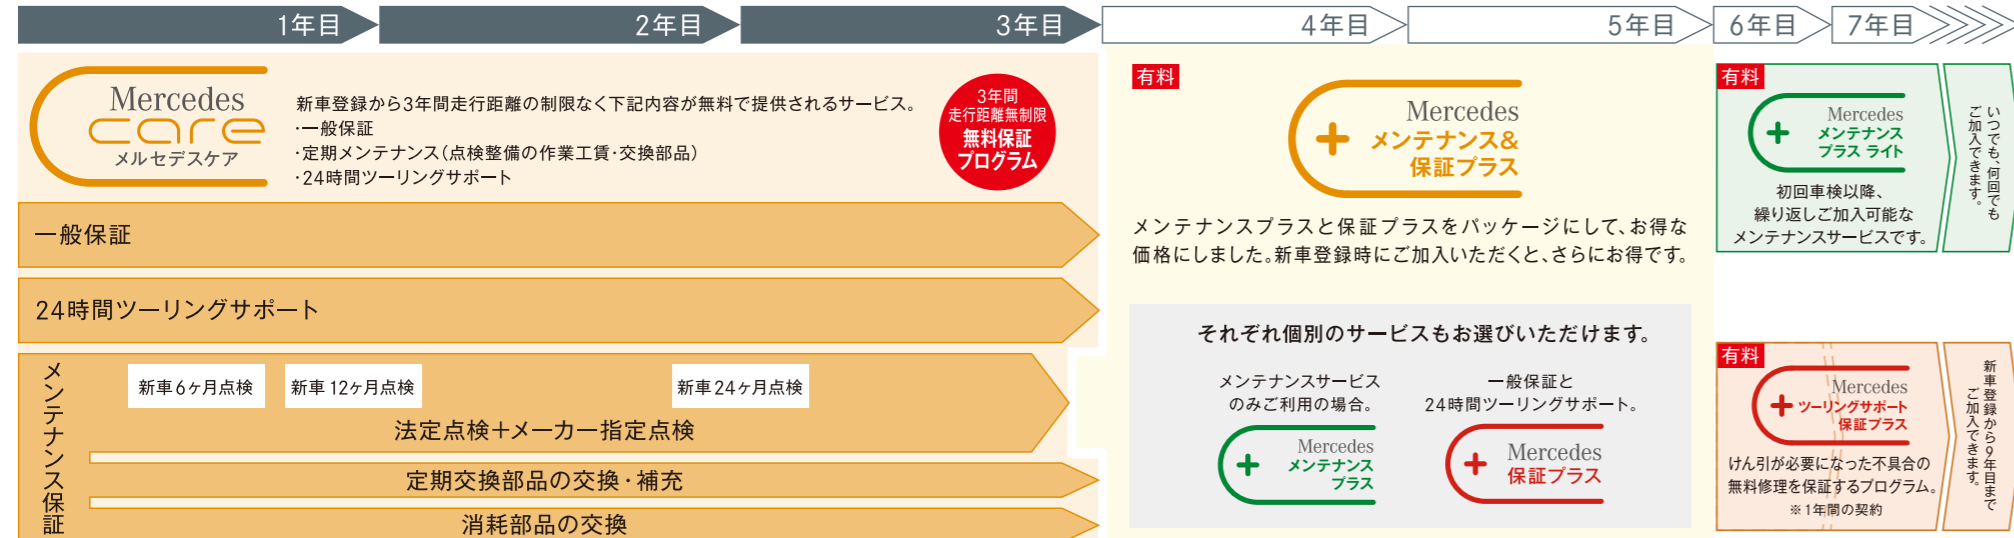 1年目
2年目
3年目
4年目
5年目
6年目
7年目
Mercedes
care
メルセデスケア
新車登録から3年間走行距離の制限なく下記内容が無料で提供されるサービス。
・一般保証
・定期メンテナンス（点検整備の作業工賃・交換部品）
・24時間ツーリングサポート
3年間
走行距離無制限
無料保証
プログラム
一般保証
24時間ツーリングサポート
メンテナンス保証
新車6ヶ月点検
新車12ヶ月点検
新車24ヶ月点検
法定点検＋メーカー指定点検
定期交換部品の交換・補充
消耗部品の交換
有料
Mercedes
メンテナンス&
保証プラス
メンテナンスプラスと保証プラスをパッケージにして、お得な
価格にしました。新車登録時にご加入いただくと、さらにお得です。
それぞれ個別のサービスもお選びいただけます。
メンテナンスサービス
のみご利用の場合。
Mercedes
メンテナンス
プラス
一般保証と
24時間ツーリングサポート。
Mercedes
保証プラス
有料
Mercedes
メンテナンス
プラス ライト
初回車検以降、
繰り返しご加入可能な
メンテナンスサービスです。
いつでも、何回でも
ご加入できます。
有料
Mercedes
ツーリングサポート
保証プラス
けん引が必要になった不具合の
無料修理を保証するプログラム。
※1年間の契約
新車登録から9年目まで
ご加入できます。